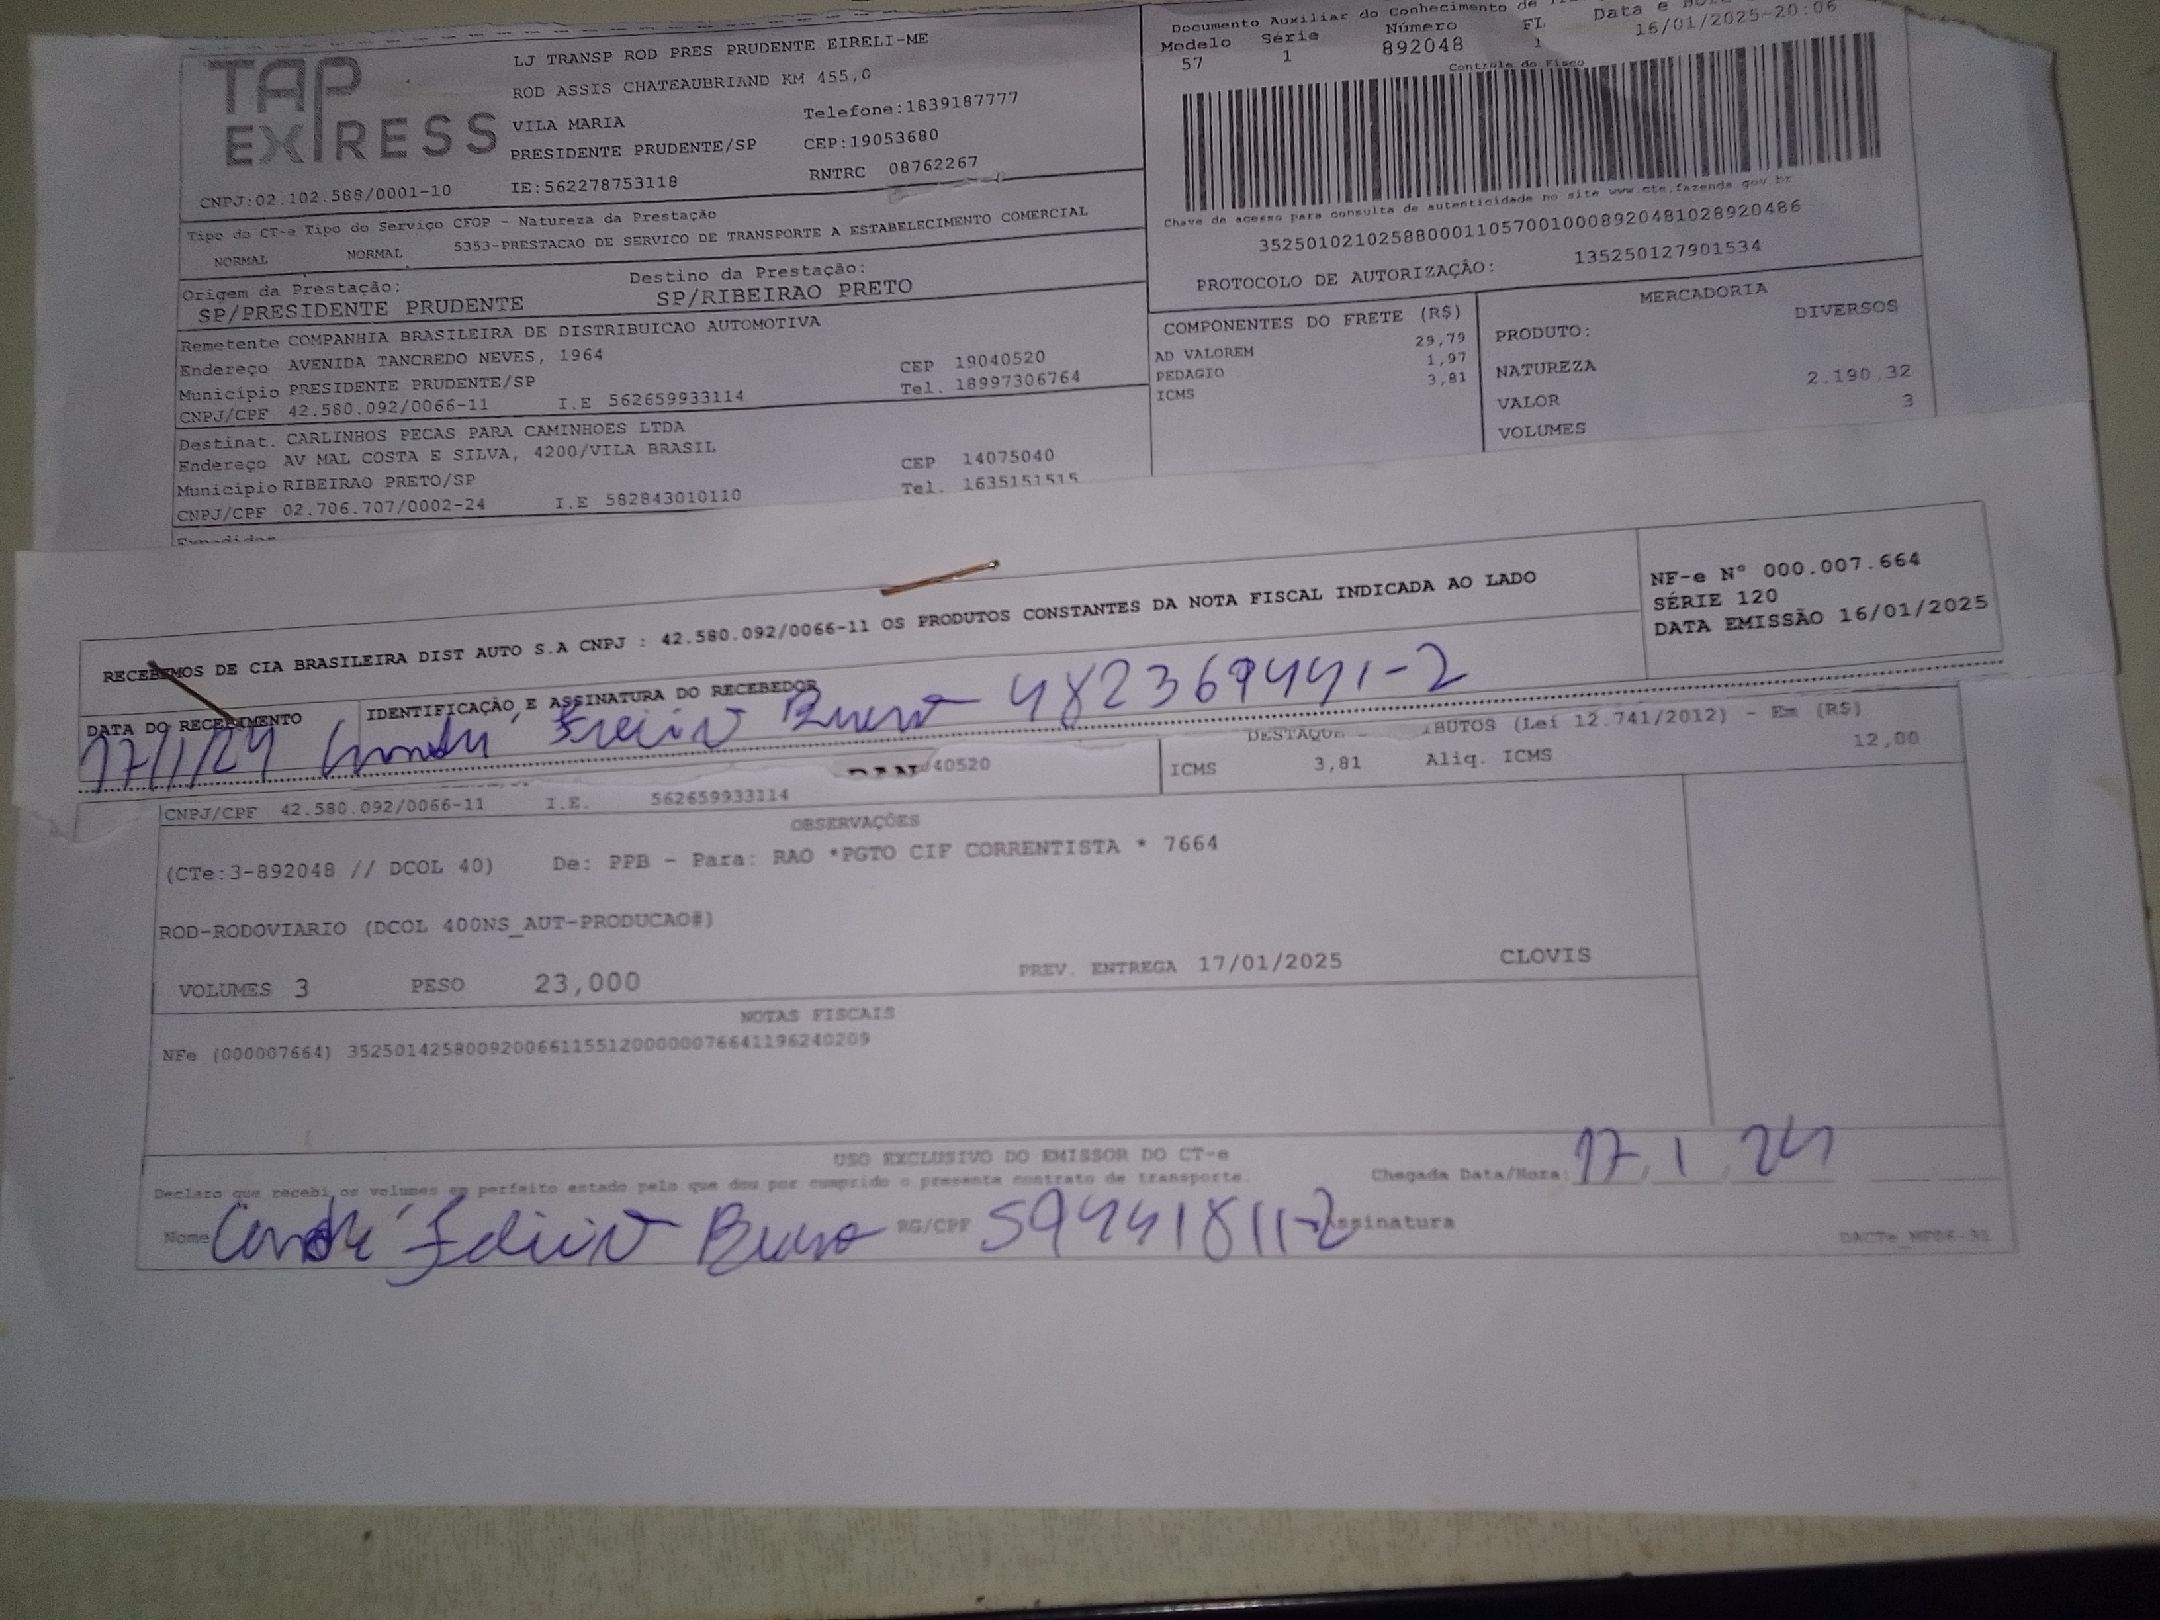 Documento Auxiliar do Conhecimento de
Modelo Série Número FL Data e
57 1 892048 1 16/01/2025-20:06
Controle do Fisco
TAP
EXPRESS
LJ TRANSP ROD PRES PRUDENTE EIRELI-ME
ROD ASSIS CHATEAUBRIAND KM 455,0
VILA MARIA Telefone:1839187777
PRESIDENTE PRUDENTE/SP CEP:19053680
CNPJ:02.102.588/0001-10 IE:562278753118 RNTRC 08762267
Chave de acesso para consulta de autenticidade no site www.cte.fazenda.gov.br
35250102102588000110570010008920481028920486
PROTOCOLO DE AUTORIZAÇÃO: 135250127901534
Tipo do CT-e Tipo do Serviço CFOP - Natureza da Prestação
NORMAL NORMAL 5353-PRESTACAO DE SERVICO DE TRANSPORTE A ESTABELECIMENTO COMERCIAL
Origem da Prestação: Destino da Prestação:
SP/PRESIDENTE PRUDENTE SP/RIBEIRAO PRETO
Remetente COMPANHIA BRASILEIRA DE DISTRIBUICAO AUTOMOTIVA
Endereço AVENIDA TANCREDO NEVES, 1964 CEP 19040520
Município PRESIDENTE PRUDENTE/SP Tel. 18997306764
CNPJ/CPF 42.580.092/0066-11 I.E 562659933114
Destinat. CARLINHOS PECAS PARA CAMINHOES LTDA
Endereço AV MAL COSTA E SILVA, 4200/VILA BRASIL CEP 14075040
Município RIBEIRAO PRETO/SP Tel. 1635151515
CNPJ/CPF 02.706.707/0002-24 I.E 582843010110
COMPONENTES DO FRETE (R$)
AD VALOREM 29,79
PEDAGIO 1,97
ICMS 3,81
MERCADORIA
PRODUTO: DIVERSOS
NATUREZA
VALOR 2.190,32
VOLUMES 3
RECEBEMOS DE CIA BRASILEIRA DIST AUTO S.A CNPJ : 42.580.092/0066-11 OS PRODUTOS CONSTANTES DA NOTA FISCAL INDICADA AO LADO
NF-e Nº 000.007.664
SÉRIE 120
DATA EMISSÃO 16/01/2025
DATA DO RECEBIMENTO IDENTIFICAÇÃO E ASSINATURA DO RECEBEDOR
17/1/24 Bueno 482369441-2
DESTAQUE BUTOS (Lei 12.741/2012) - Em (R$)
40520 ICMS 3,81 Aliq. ICMS 12,00
CNPJ/CPF 42.580.092/0066-11 I.E. 562659933114
OBSERVAÇÕES
(CTe:3-892048 // DCOL 40) De: PPB - Para: RAO *PGTO CIF CORRENTISTA * 7664
ROD-RODOVIARIO (DCOL 400NS_AUT-PRODUCAO#)
VOLUMES 3 PESO 23,000 PREV. ENTREGA 17/01/2025 CLOVIS
NOTAS FISCAIS
NFe (000007664) 35250142580092006611551200000076641196240209
USO EXCLUSIVO DO EMISSOR DO CT-e
Declaro que recebi os volumes em perfeito estado pelo que dou por cumprido o presente contrato de transporte.
Chegada Data/Hora: 17 / 1 / 24
Nome Bueno RG/CPF 59441811-2 Assinatura
DACTe_MP06-31